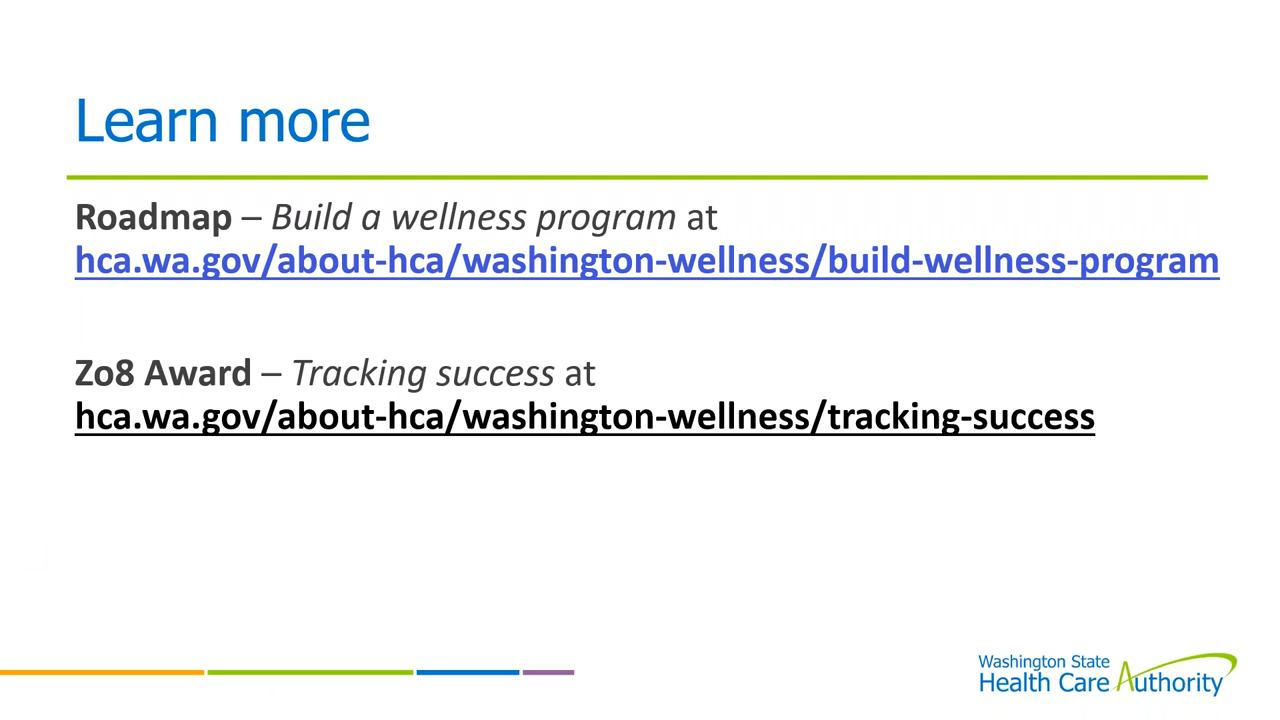 Learn more
Roadmap – Build a wellness program at
hca.wa.gov/about-hca/washington-wellness/build-wellness-program
Zo8 Award – Tracking success at
hca.wa.gov/about-hca/washington-wellness/tracking-success
Washington State
Health Care Authority